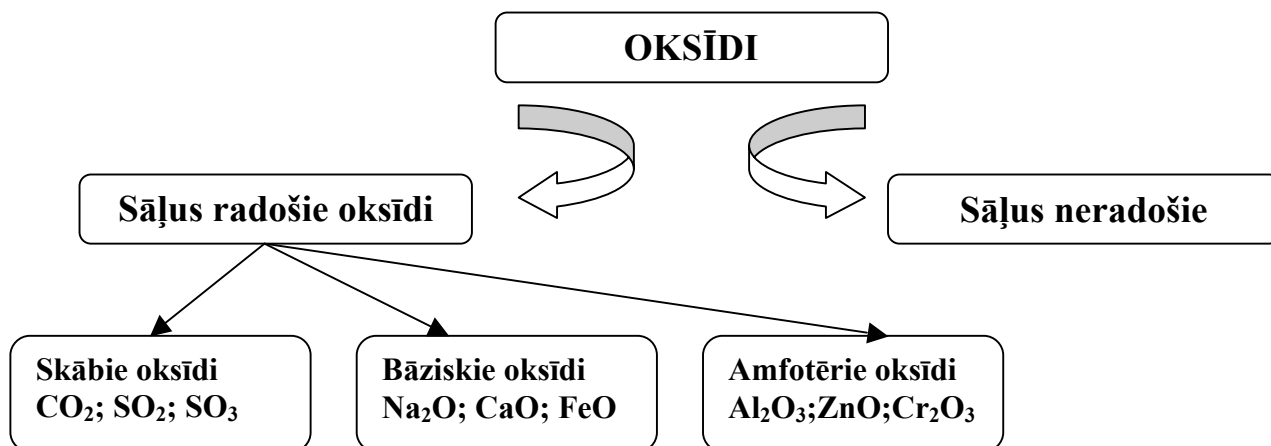 OKSĪDI
Sāļus radošie oksīdi
Sāļus neradošie
Skābie oksīdi
CO₂; SO₂; SO₃
Bāziskie oksīdi
Na₂O; CaO; FeO
Amfotērie oksīdi
Al₂O₃;ZnO;Cr₂O₃